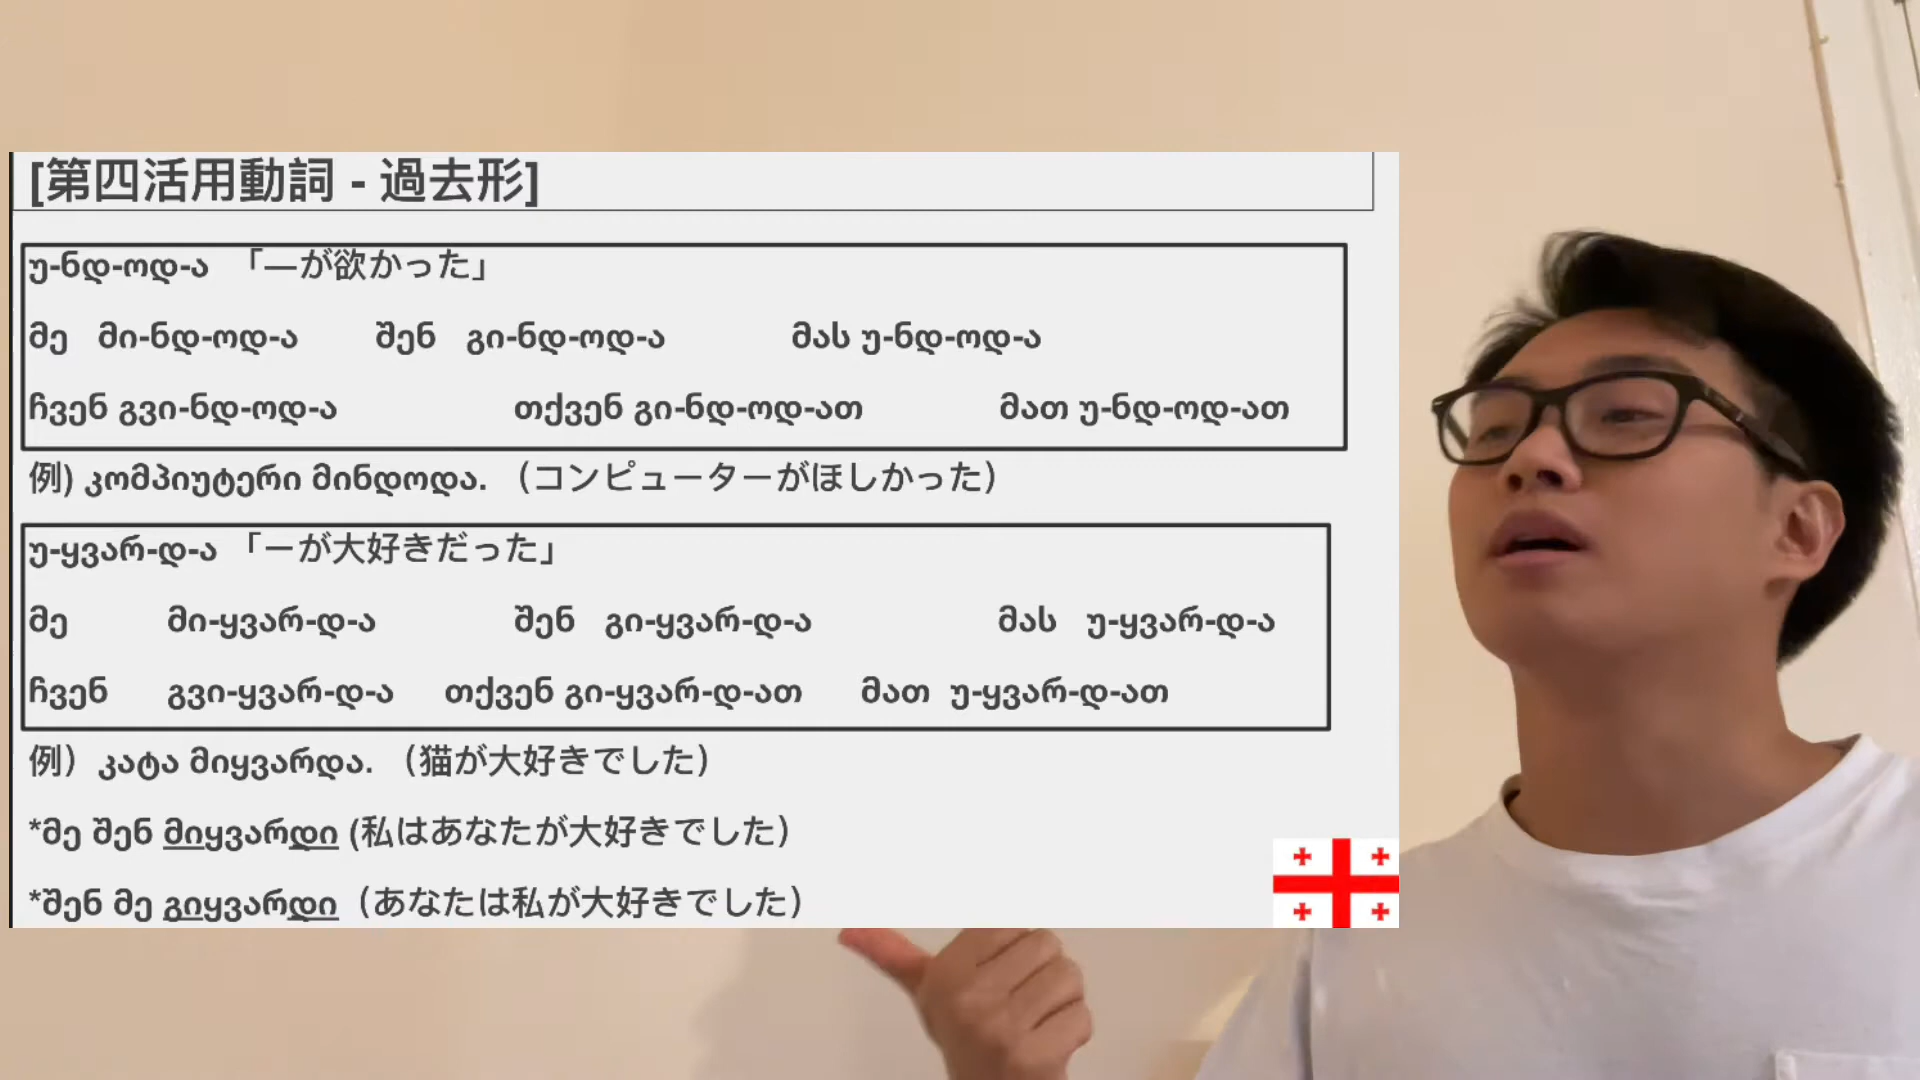 [第四活用動詞 - 過去形]
უ-ნდ-ოდ-ა 「—が欲かった」
მე მი-ნდ-ოდ-ა შენ გი-ნდ-ოდ-ა მას უ-ნდ-ოდ-ა
ჩვენ გვი-ნდ-ოდ-ა თქვენ გი-ნდ-ოდ-ათ მათ უ-ნდ-ოდ-ათ
例) კომპიუტერი მინდოდა. （コンピューターがほしかった）
უ-ყვარ-დ-ა 「ーが大好きだった」
მე მი-ყვარ-დ-ა შენ გი-ყვარ-დ-ა მას უ-ყვარ-დ-ა
ჩვენ გვი-ყვარ-დ-ა თქვენ გი-ყვარ-დ-ათ მათ უ-ყვარ-დ-ათ
例）კატა მიყვარდა. （猫が大好きでした）
*მე შენ მიყვარდი (私はあなたが大好きでした）
*შენ მე გიყვარდი（あなたは私が大好きでした）